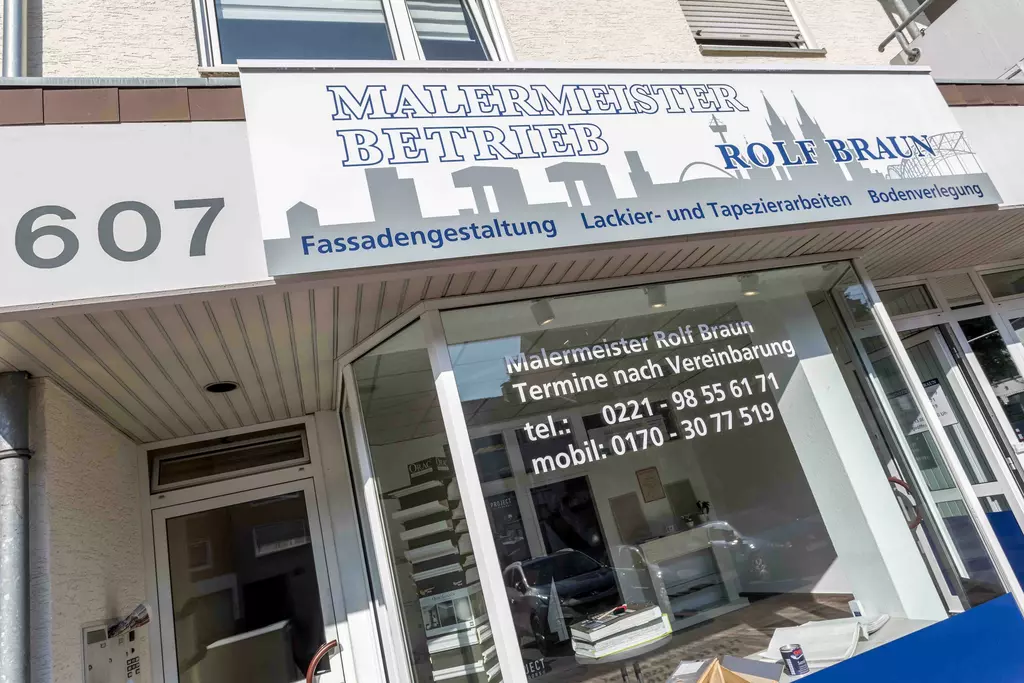 MALERMEISTER
BETRIEB
ROLF BRAUN
Fassadengestaltung Lackier- und Tapezierarbeiten Bodenverlegung
607
Malermeister Rolf Braun
Termine nach Vereinbarung
tel.: 0221 - 98 55 61 71
mobil: 0170 - 30 77 519
PROJECT